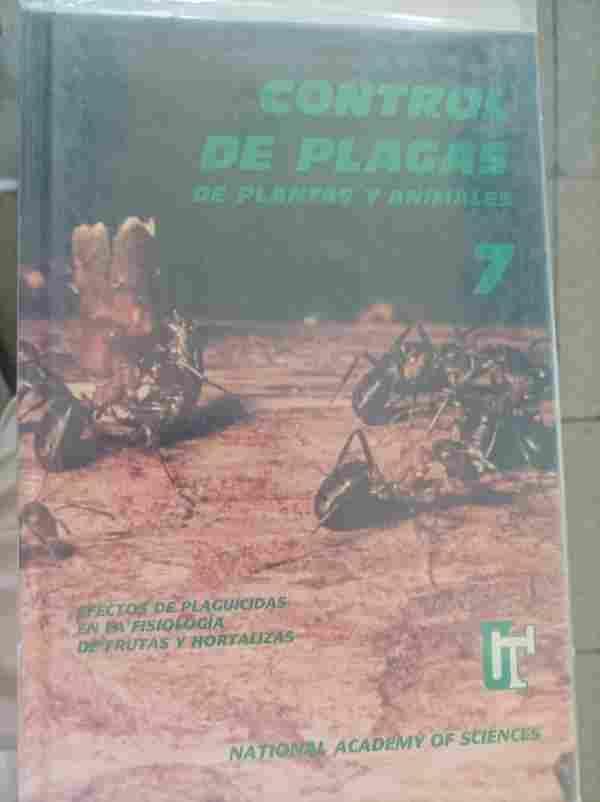 CONTROL
DE PLAGAS
DE PLANTAS Y ANIMALES
7
EFECTOS DE PLAGUICIDAS
EN LA FISIOLOGIA
DE FRUTAS Y HORTALIZAS
NATIONAL ACADEMY OF SCIENCES